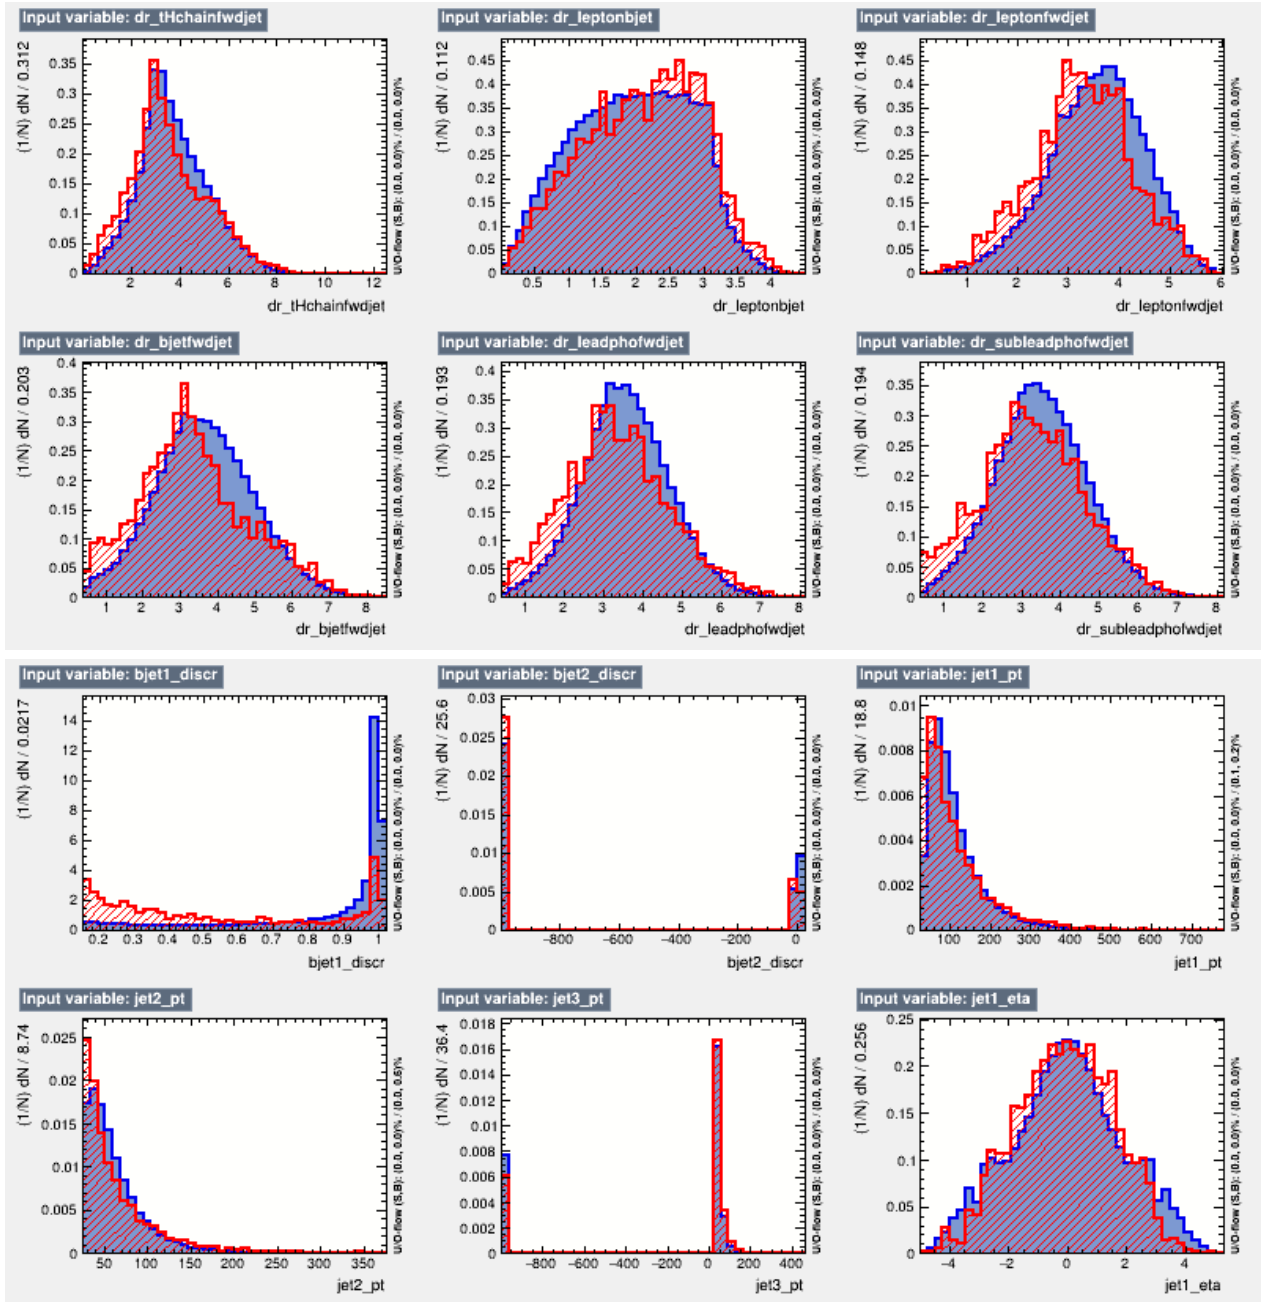 Input variable: dr_tHchainfwdjet
(1/N) dN / 0.312
0.35
0.3
0.25
0.2
0.15
0.1
0.05
0
2 4 6 8 10 12
dr_tHchainfwdjet
U/O-flow (S,B): (0.0, 0.0)% / (0.0, 0.0)%
Input variable: dr_leptonbjet
(1/N) dN / 0.112
0.45
0.4
0.35
0.3
0.25
0.2
0.15
0.1
0.05
0
0.5 1 1.5 2 2.5 3 3.5 4
dr_leptonbjet
U/O-flow (S,B): (0.0, 0.0)% / (0.0, 0.0)%
Input variable: dr_leptonfwdjet
(1/N) dN / 0.148
0.45
0.4
0.35
0.3
0.25
0.2
0.15
0.1
0.05
0
1 2 3 4 5 6
dr_leptonfwdjet
U/O-flow (S,B): (0.0, 0.0)% / (0.0, 0.0)%
Input variable: dr_bjetfwdjet
(1/N) dN / 0.203
0.4
0.35
0.3
0.25
0.2
0.15
0.1
0.05
0
1 2 3 4 5 6 7 8
dr_bjetfwdjet
U/O-flow (S,B): (0.0, 0.0)% / (0.0, 0.0)%
Input variable: dr_leadphofwdjet
(1/N) dN / 0.193
0.4
0.35
0.3
0.25
0.2
0.15
0.1
0.05
0
1 2 3 4 5 6 7 8
dr_leadphofwdjet
U/O-flow (S,B): (0.0, 0.0)% / (0.0, 0.0)%
Input variable: dr_subleadphofwdjet
(1/N) dN / 0.194
0.35
0.3
0.25
0.2
0.15
0.1
0.05
0
1 2 3 4 5 6 7 8
dr_subleadphofwdjet
U/O-flow (S,B): (0.0, 0.0)% / (0.0, 0.0)%
Input variable: bjet1_discr
(1/N) dN / 0.0217
14
12
10
8
6
4
2
0
0.2 0.3 0.4 0.5 0.6 0.7 0.8 0.9 1
bjet1_discr
U/O-flow (S,B): (0.0, 0.0)% / (0.0, 0.0)%
Input variable: bjet2_discr
(1/N) dN / 25.6
0.03
0.025
0.02
0.015
0.01
0.005
0
−800 −600 −400 −200 0
bjet2_discr
U/O-flow (S,B): (0.0, 0.0)% / (0.0, 0.0)%
Input variable: jet1_pt
(1/N) dN / 18.8
0.01
0.008
0.006
0.004
0.002
0
100 200 300 400 500 600 700
jet1_pt
U/O-flow (S,B): (0.0, 0.0)% / (0.1, 0.2)%
Input variable: jet2_pt
(1/N) dN / 8.74
0.025
0.02
0.015
0.01
0.005
0
50 100 150 200 250 300 350
jet2_pt
U/O-flow (S,B): (0.0, 0.0)% / (0.0, 0.6)%
Input variable: jet3_pt
(1/N) dN / 36.4
0.018
0.016
0.014
0.012
0.01
0.008
0.006
0.004
0.002
0
−800 −600 −400 −200 0 200 400
jet3_pt
U/O-flow (S,B): (0.0, 0.0)% / (0.0, 0.0)%
Input variable: jet1_eta
(1/N) dN / 0.256
0.25
0.2
0.15
0.1
0.05
0
−4 −2 0 2 4
jet1_eta
U/O-flow (S,B): (0.0, 0.0)% / (0.0, 0.0)%